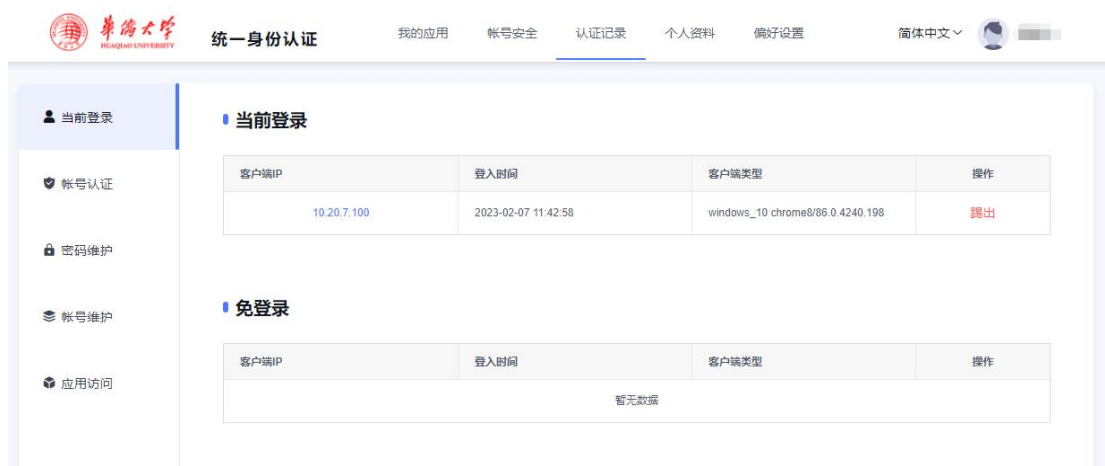 華僑大学
HUAQIAO UNIVERSITY
统一身份认证
我的应用 帐号安全 认证记录 个人资料 偏好设置
简体中文
当前登录
帐号认证
密码维护
帐号维护
应用访问
当前登录
客户端IP 登入时间 客户端类型 操作
10.20.7.100 2023-02-07 11:42:58 windows_10 chrome8/86.0.4240.198 踢出
免登录
客户端IP 登入时间 客户端类型 操作
暂无数据